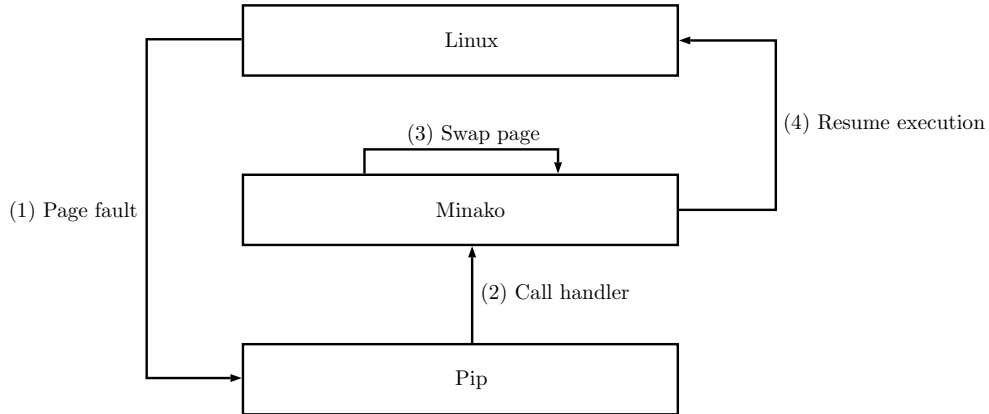 Linux
(3) Swap page
(4) Resume execution
(1) Page fault
Minako
(2) Call handler
Pip